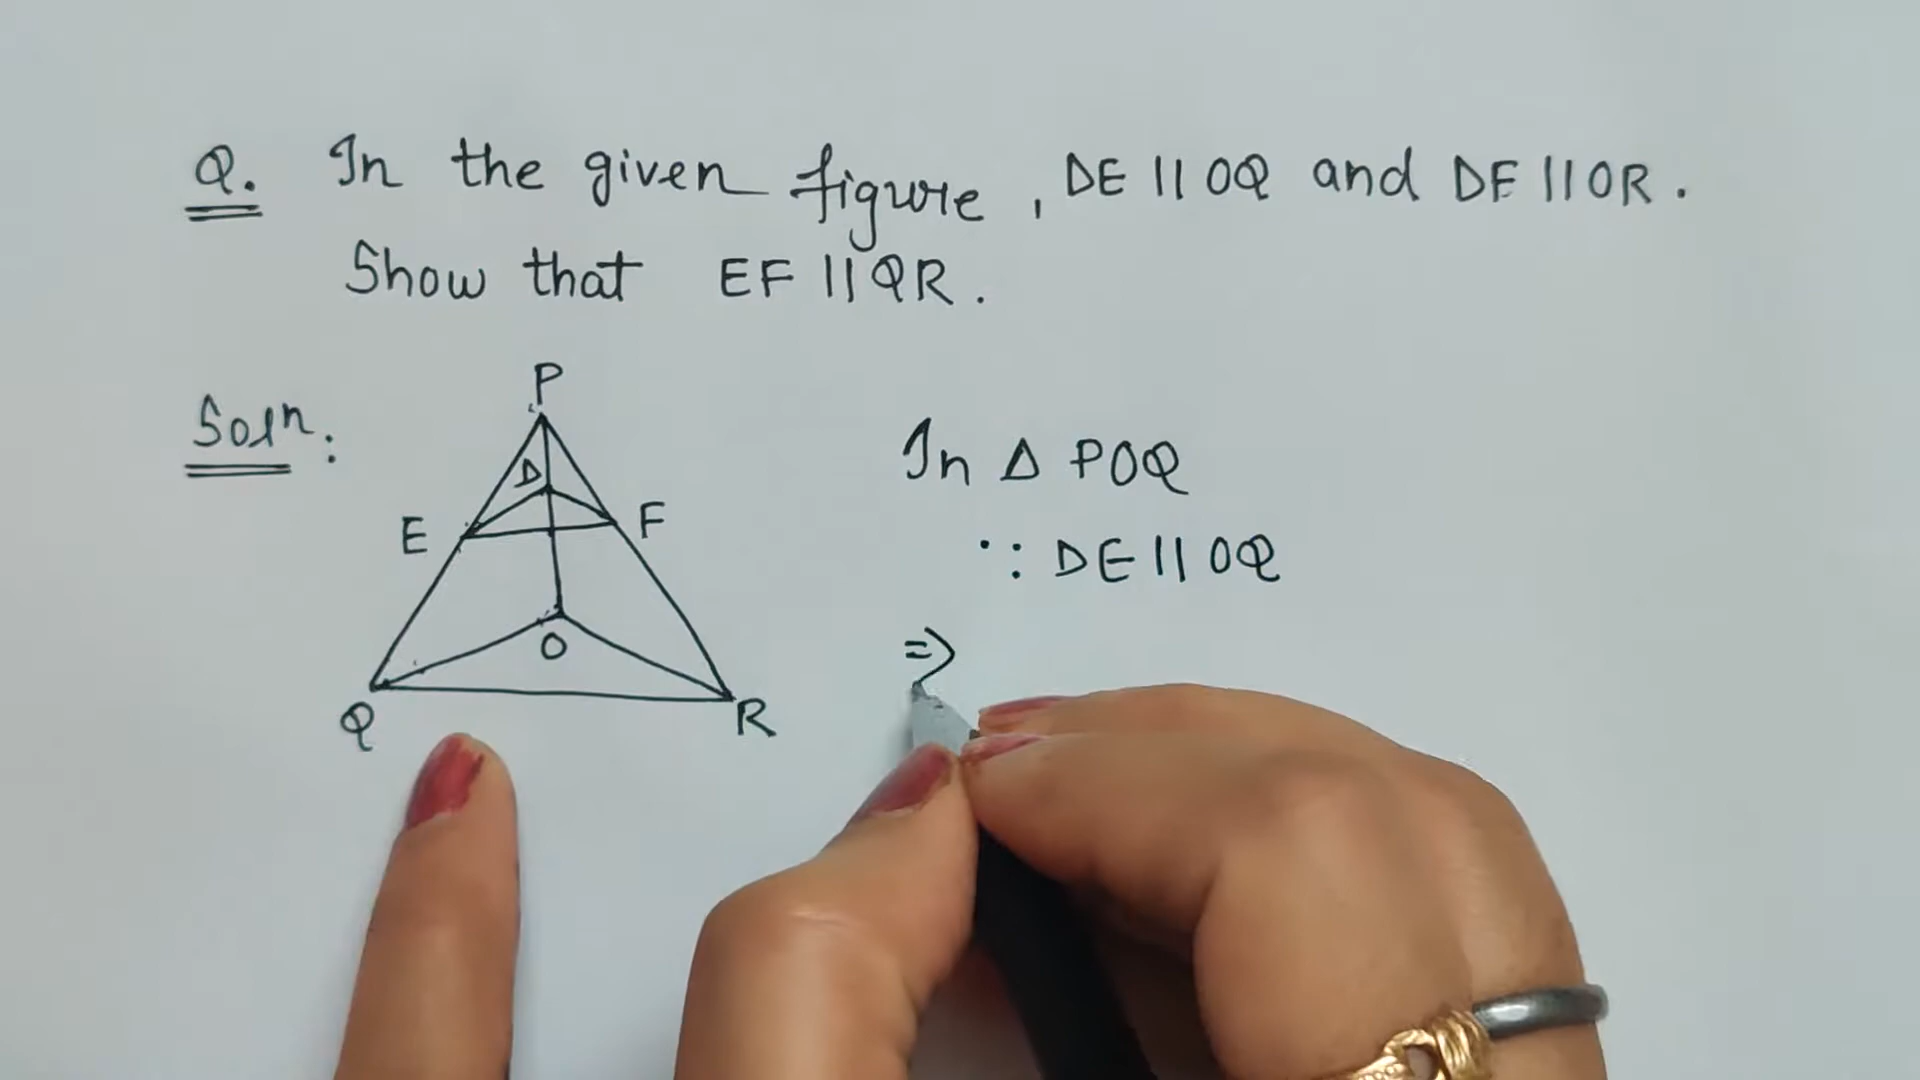 Q. In the given figure, DE || OQ and DF || OR.
Show that EF || QR.
Soln:
P
D
E
F
O
Q
R
In Δ POQ
∵ DE || OQ
=>